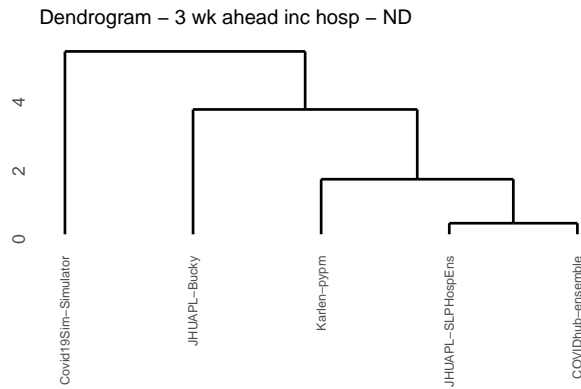 Dendrogram – 3 wk ahead inc hosp – ND
4
2
0
Covid19Sim–Simulator
JHUAPL–Bucky
Karlen–pypm
JHUAPL–SLPHospEns
COVIDhub–ensemble